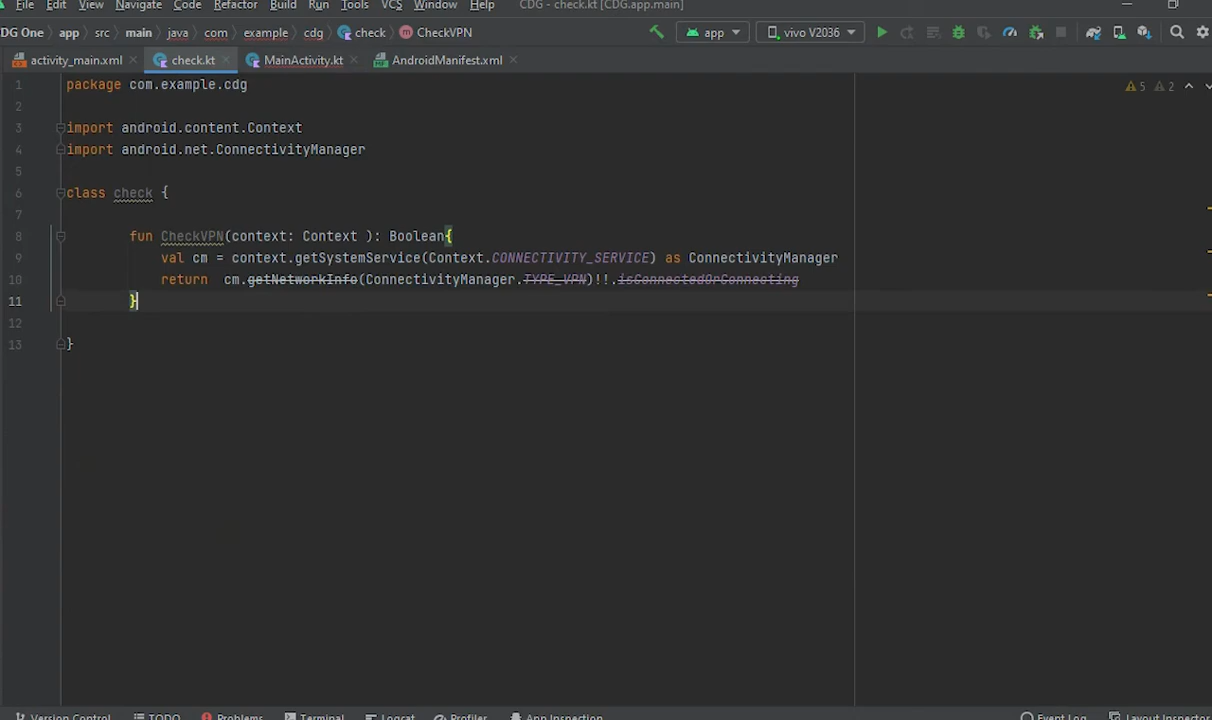 File Edit View Navigate Code Refactor Build Run Tools VCS Window Help CDG - check.kt [CDG.app.main]
DG One app src main java com example cdg check CheckVPN app vivo V2036
activity_main.xml check.kt MainActivity.kt AndroidManifest.xml
1 package com.example.cdg 5 2
2
3 import android.content.Context
4 import android.net.ConnectivityManager
5
6 class check {
7
8 fun CheckVPN(context: Context ): Boolean{
9 val cm = context.getSystemService(Context.CONNECTIVITY_SERVICE) as ConnectivityManager
10 return cm.getNetworkInfo(ConnectivityManager.TYPE_VPN)!!.isConnectedOrConnecting
11 }
12
13 }
Version Control TODO Problems Terminal Logcat Profiler App Inspection Event Log Layout Inspector